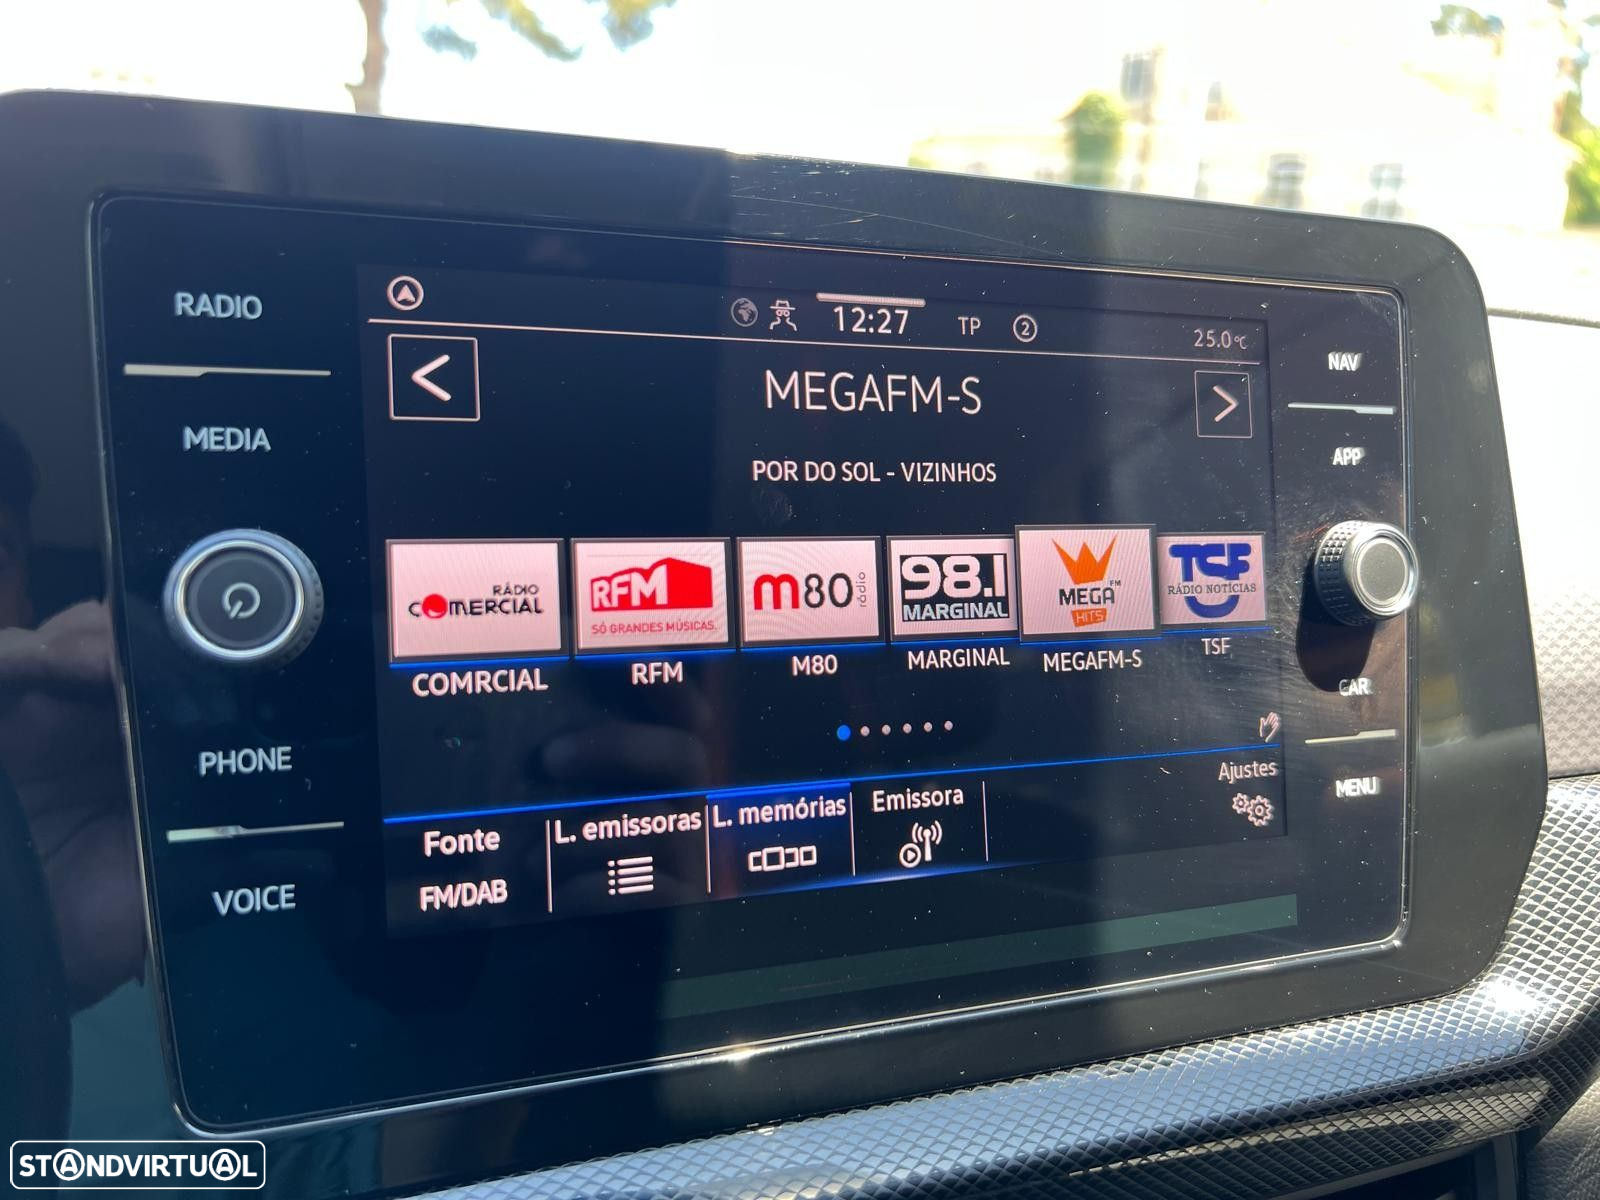 RADIO
MEDIA
PHONE
VOICE
12:27 TP 2 25.0°C
MEGAFM-S
POR DO SOL - VIZINHOS
RÁDIO
COMERCIAL
RFM
SÓ GRANDES MÚSICAS.
m80 rádio
98.1
MARGINAL
MEGA FM
HITS
TSF
RÁDIO NOTÍCIAS
COMRCIAL
RFM
M80
MARGINAL
MEGAFM-S
TSF
Fonte
FM/DAB
L. emissoras
L. memórias
Emissora
Ajustes
NAV
APP
CAR
MENU
STANDVIRTUAL